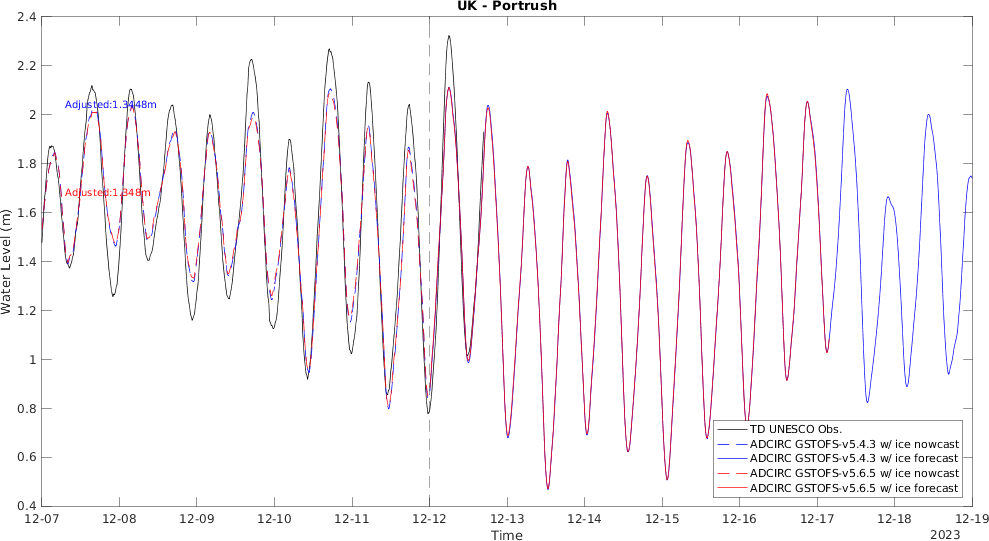 UK - Portrush
2.4
2.2
2
1.8
1.6
1.4
1.2
1
0.8
0.6
0.4
Water Level (m)
Adjusted:1.3448m
Adjusted:1.348m
TD UNESCO Obs.
ADCIRC GSTOFS-v5.4.3 w/ ice nowcast
ADCIRC GSTOFS-v5.4.3 w/ ice forecast
ADCIRC GSTOFS-v5.6.5 w/ ice nowcast
ADCIRC GSTOFS-v5.6.5 w/ ice forecast
12-07 12-08 12-09 12-10 12-11 12-12 12-13 12-14 12-15 12-16 12-17 12-18 12-19
Time
2023